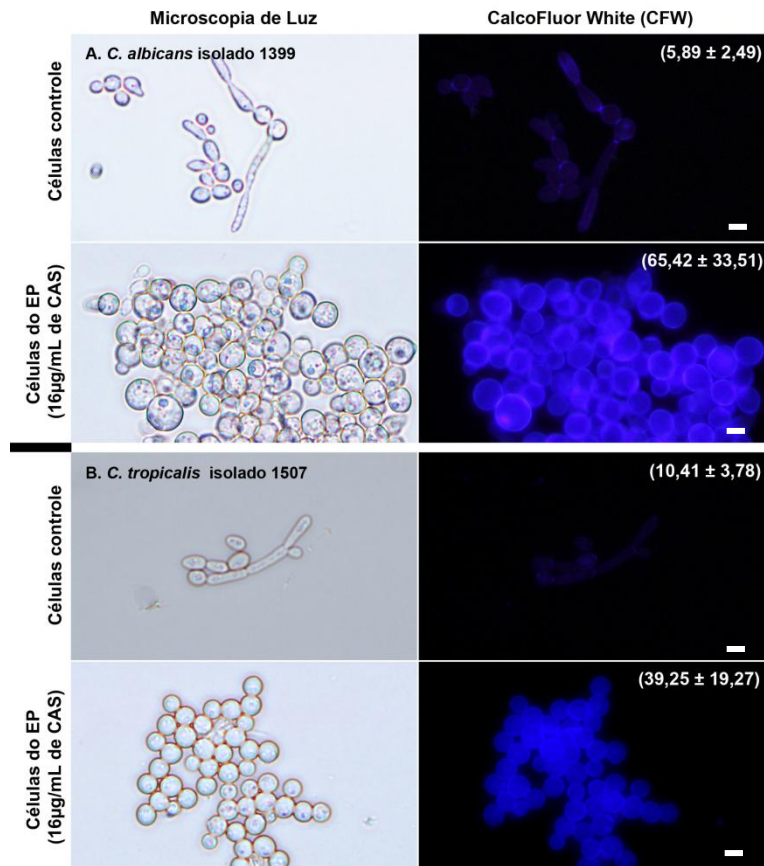 Microscopia de Luz
CalcoFluor White (CFW)
Células controle
A. C. albicans isolado 1399
(5,89 ± 2,49)
Células do EP
(16µg/mL de CAS)
(65,42 ± 33,51)
Células controle
B. C. tropicalis isolado 1507
(10,41 ± 3,78)
Células do EP
(16µg/mL de CAS)
(39,25 ± 19,27)